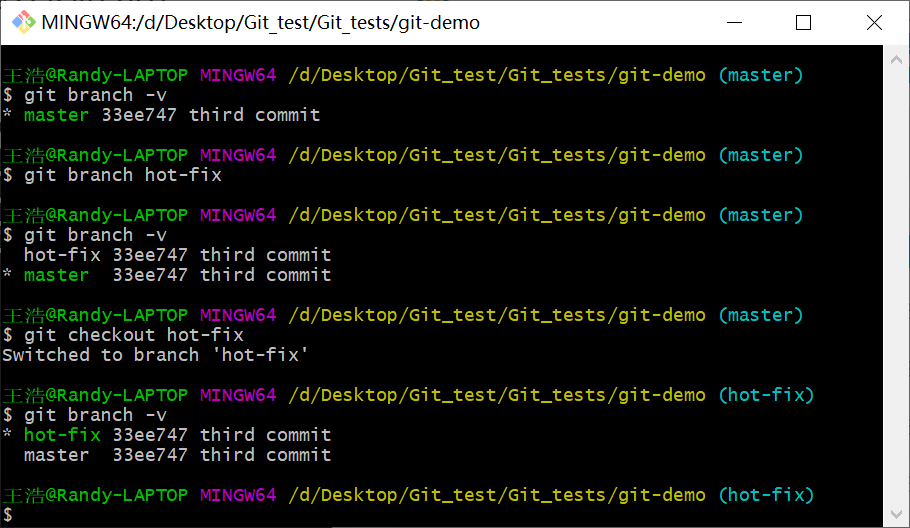 MINGW64:/d/Desktop/Git_test/Git_tests/git-demo
王浩@Randy-LAPTOP MINGW64 /d/Desktop/Git_test/Git_tests/git-demo (master)
$ git branch -v
* master 33ee747 third commit
王浩@Randy-LAPTOP MINGW64 /d/Desktop/Git_test/Git_tests/git-demo (master)
$ git branch hot-fix
王浩@Randy-LAPTOP MINGW64 /d/Desktop/Git_test/Git_tests/git-demo (master)
$ git branch -v
  hot-fix 33ee747 third commit
* master  33ee747 third commit
王浩@Randy-LAPTOP MINGW64 /d/Desktop/Git_test/Git_tests/git-demo (master)
$ git checkout hot-fix
Switched to branch 'hot-fix'
王浩@Randy-LAPTOP MINGW64 /d/Desktop/Git_test/Git_tests/git-demo (hot-fix)
$ git branch -v
* hot-fix 33ee747 third commit
  master  33ee747 third commit
王浩@Randy-LAPTOP MINGW64 /d/Desktop/Git_test/Git_tests/git-demo (hot-fix)
$